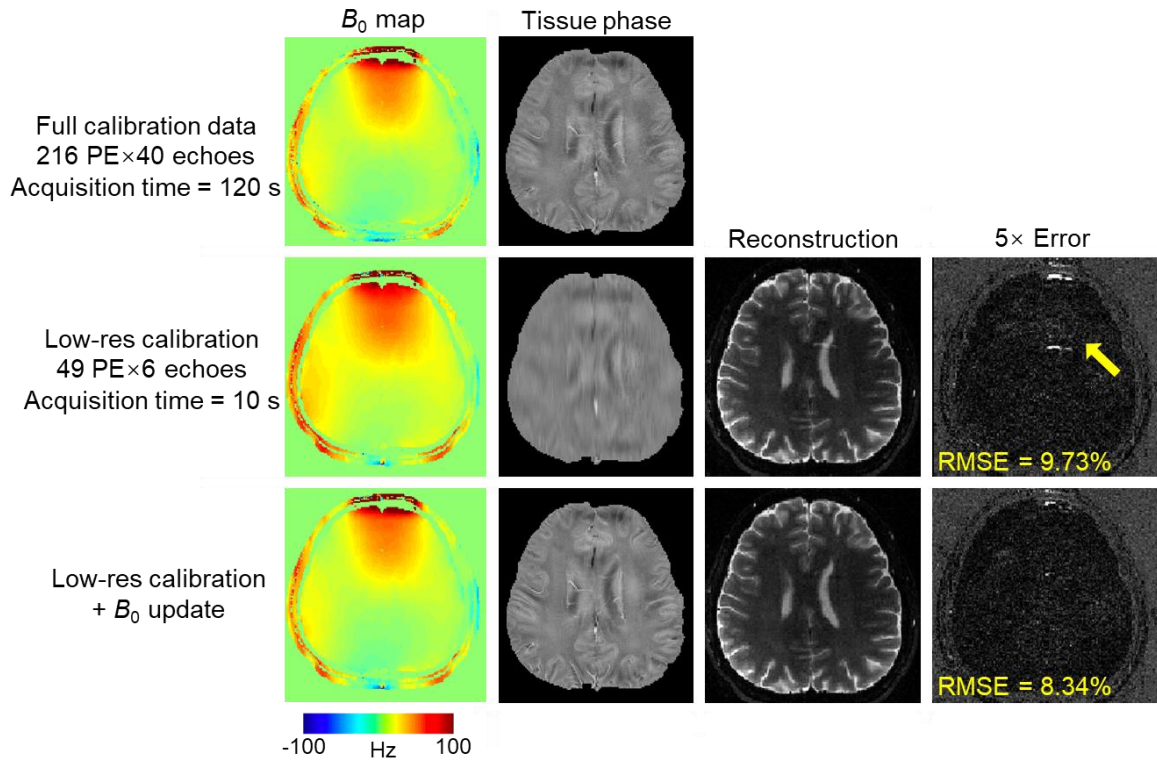 B₀ map
Tissue phase
Full calibration data
216 PE×40 echoes
Acquisition time = 120 s
Reconstruction
5× Error
Low-res calibration
49 PE×6 echoes
Acquisition time = 10 s
RMSE = 9.73%
Low-res calibration
+ B₀ update
RMSE = 8.34%
-100
Hz
100